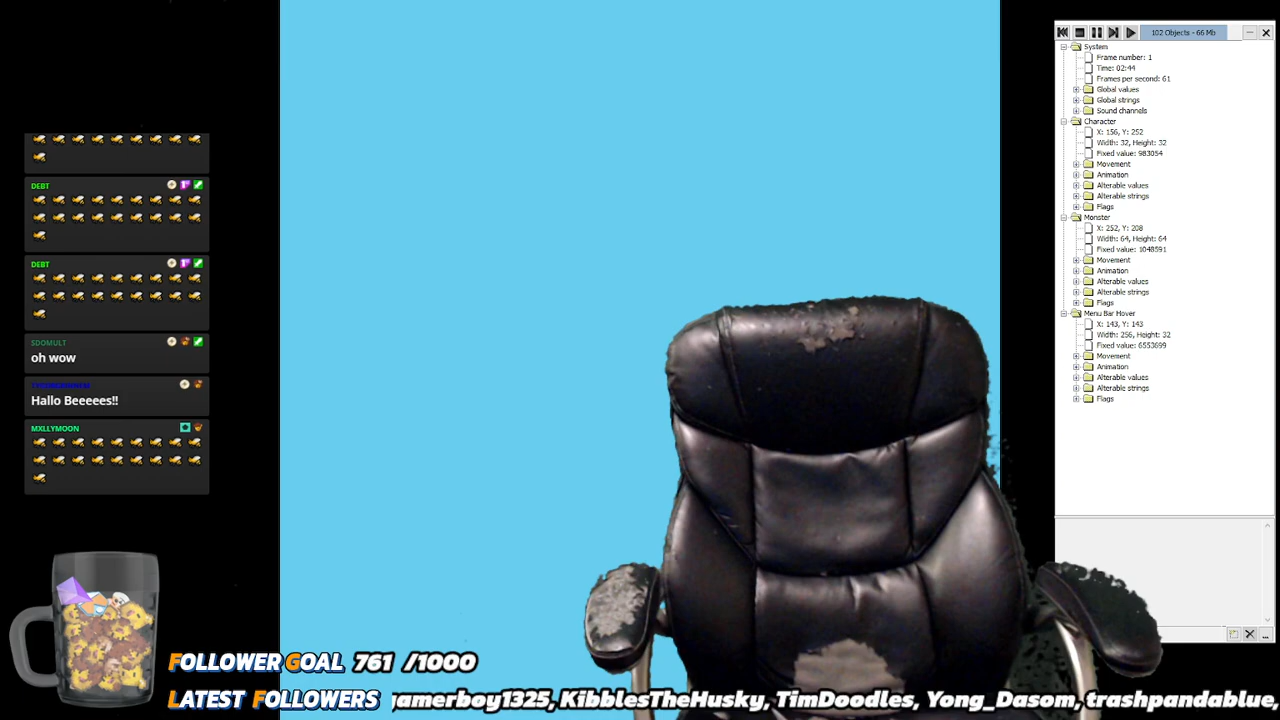 102 Objects - 66 Mb
System
Frame number: 1
Time: 02:44
Frames per second: 61
Global values
Global strings
Sound channels
Character
X: 156, Y: 252
Width: 32, Height: 32
Fixed value: 983054
Movement
Animation
Alterable values
Alterable strings
Flags
Monster
X: 252, Y: 208
Width: 64, Height: 64
Fixed value: 1048591
Movement
Animation
Alterable values
Alterable strings
Flags
Menu Bar Hover
X: 143, Y: 143
Width: 256, Height: 32
Fixed value: 6553699
Movement
Animation
Alterable values
Alterable strings
Flags
DEBT
DEBT
SDOMULT
oh wow
Hallo Beeeees!!
MXLLYMOON
FOLLOWER GOAL 761 /1000
LATEST FOLLOWERS gamerboy1325, KibblesTheHusky, TimDoodles, Yong_Dasom, trashpandablue,